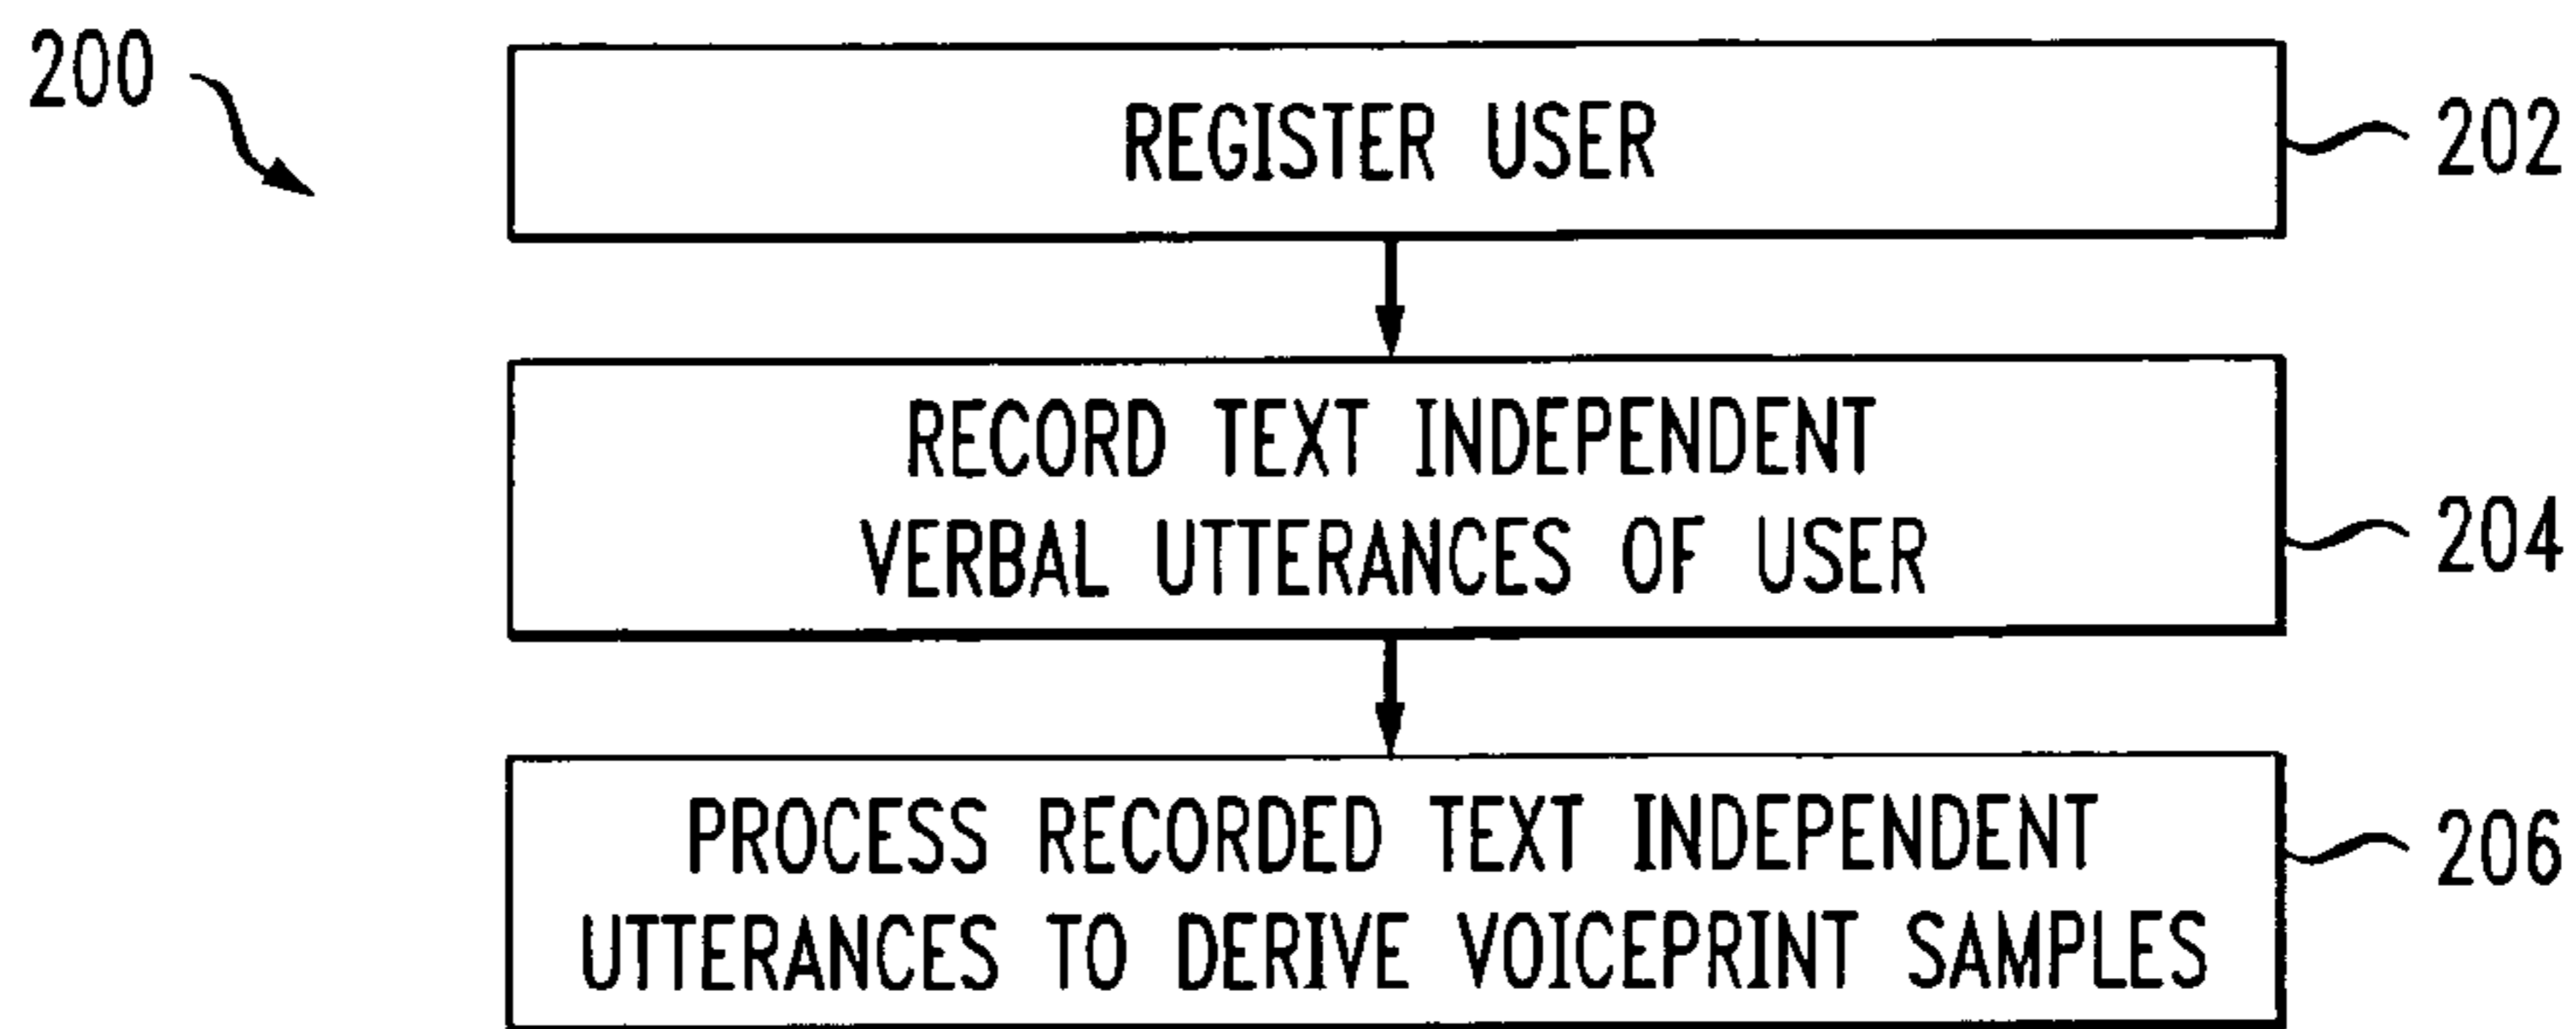 200
REGISTER USER
202
RECORD TEXT INDEPENDENT
VERBAL UTTERANCES OF USER
204
PROCESS RECORDED TEXT INDEPENDENT
UTTERANCES TO DERIVE VOICEPRINT SAMPLES
206